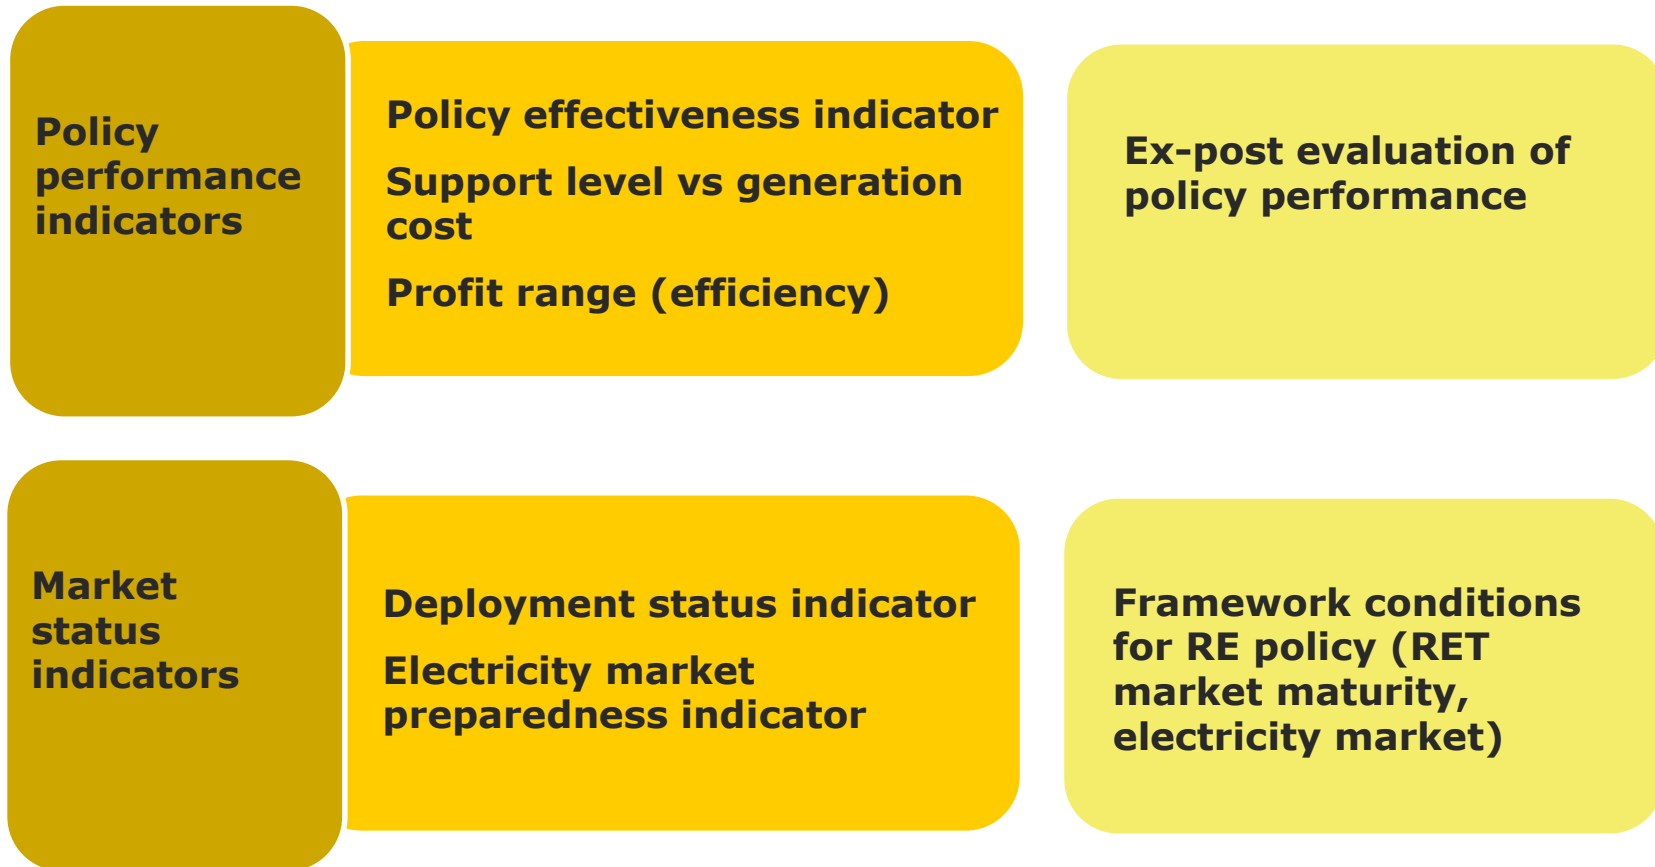 Policy
performance
indicators
Policy effectiveness indicator
Support level vs generation
cost
Profit range (efficiency)
Ex-post evaluation of
policy performance
Market
status
indicators
Deployment status indicator
Electricity market
preparedness indicator
Framework conditions
for RE policy (RET
market maturity,
electricity market)